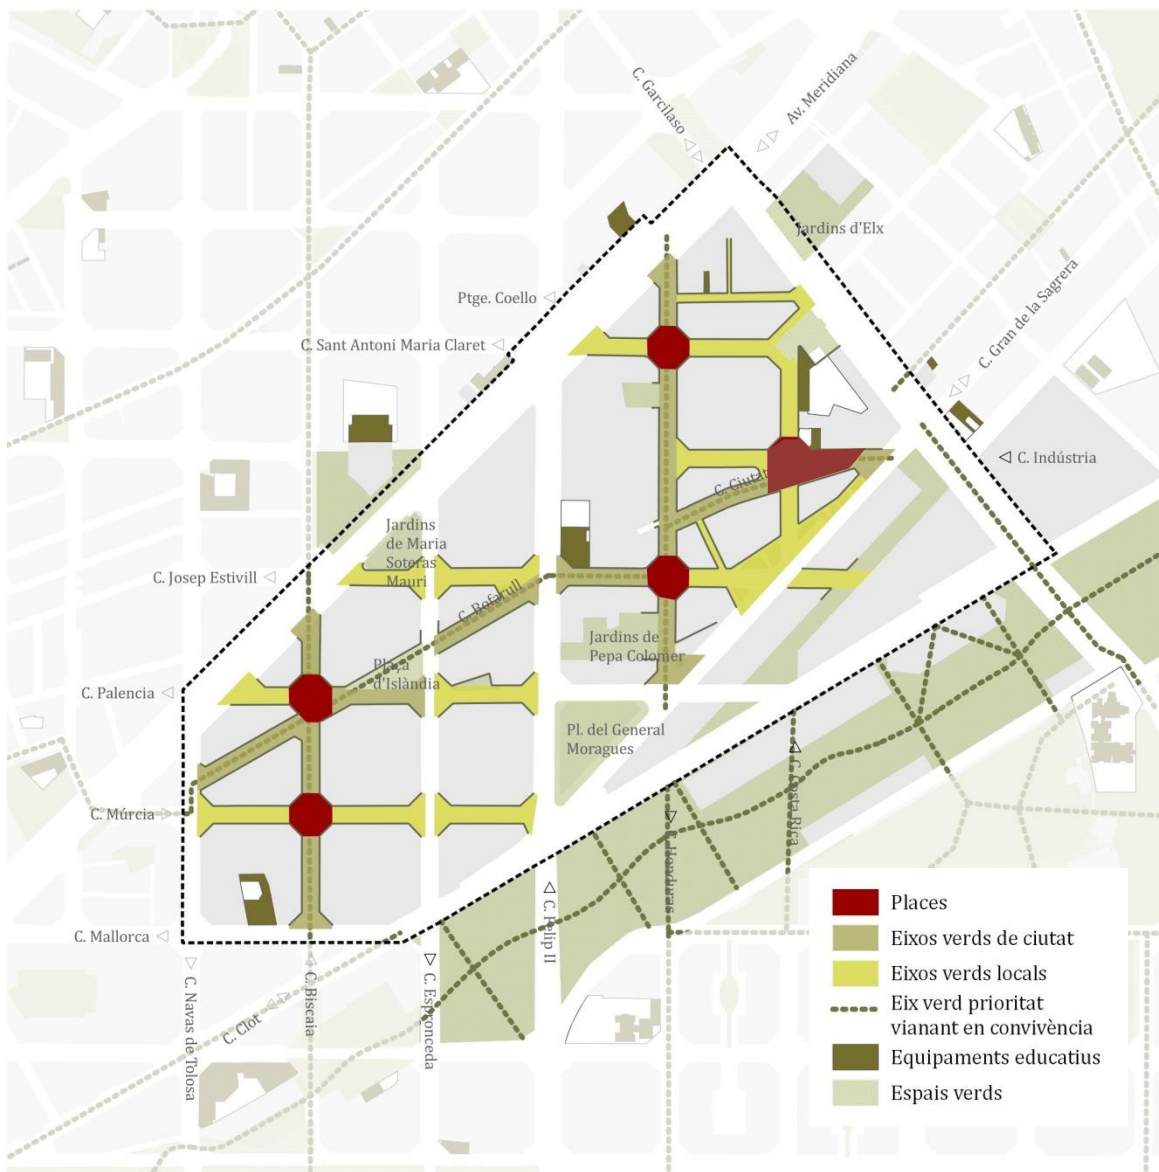 C. Garcilaso
Av. Meridiana
Jardins d'Elx
Ptge. Coello
C. Gran de la Sagrera
C. Sant Antoni Maria Claret
C. Indústria
C. Ciutat
Jardins
de Maria
Soteras
Mauri
C. Josep Estivill
C. Bofarull
Jardins de
Pepa Colomer
Plaça
d'Islàndia
C. Palencia
Pl. del General
Moragues
C. Múrcia
C. Costa Rica
C. Honduras
C. Mallorca
C. Felip II
C. Navas de Tolosa
C. Clot
C. Biscaia
C. Espronceda
Places
Eixos verds de ciutat
Eixos verds locals
Eix verd prioritat
vianant en convivència
Equipaments educatius
Espais verds